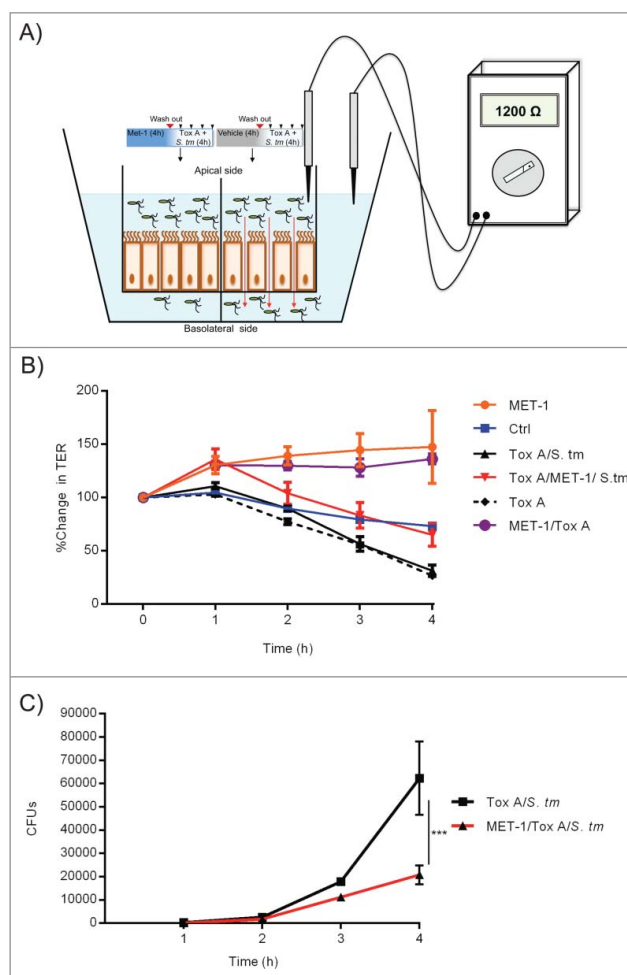 A)
1200 Ω
Wash out Wash out
Met-1 (4h) Tox A + S. tm (4h) Vehicle (4h) Tox A + S. tm (4h)
Apical side
Basolateral side
B)
%Change in TER
200
150
100
50
0
0 1 2 3 4
Time (h)
MET-1
Ctrl
Tox A/S. tm
Tox A/MET-1/ S.tm
Tox A
MET-1/Tox A
C)
CFUs
90000
80000
70000
60000
50000
40000
30000
20000
10000
0
1 2 3 4
Time (h)
Tox A/S. tm
***
MET-1/Tox A/S. tm